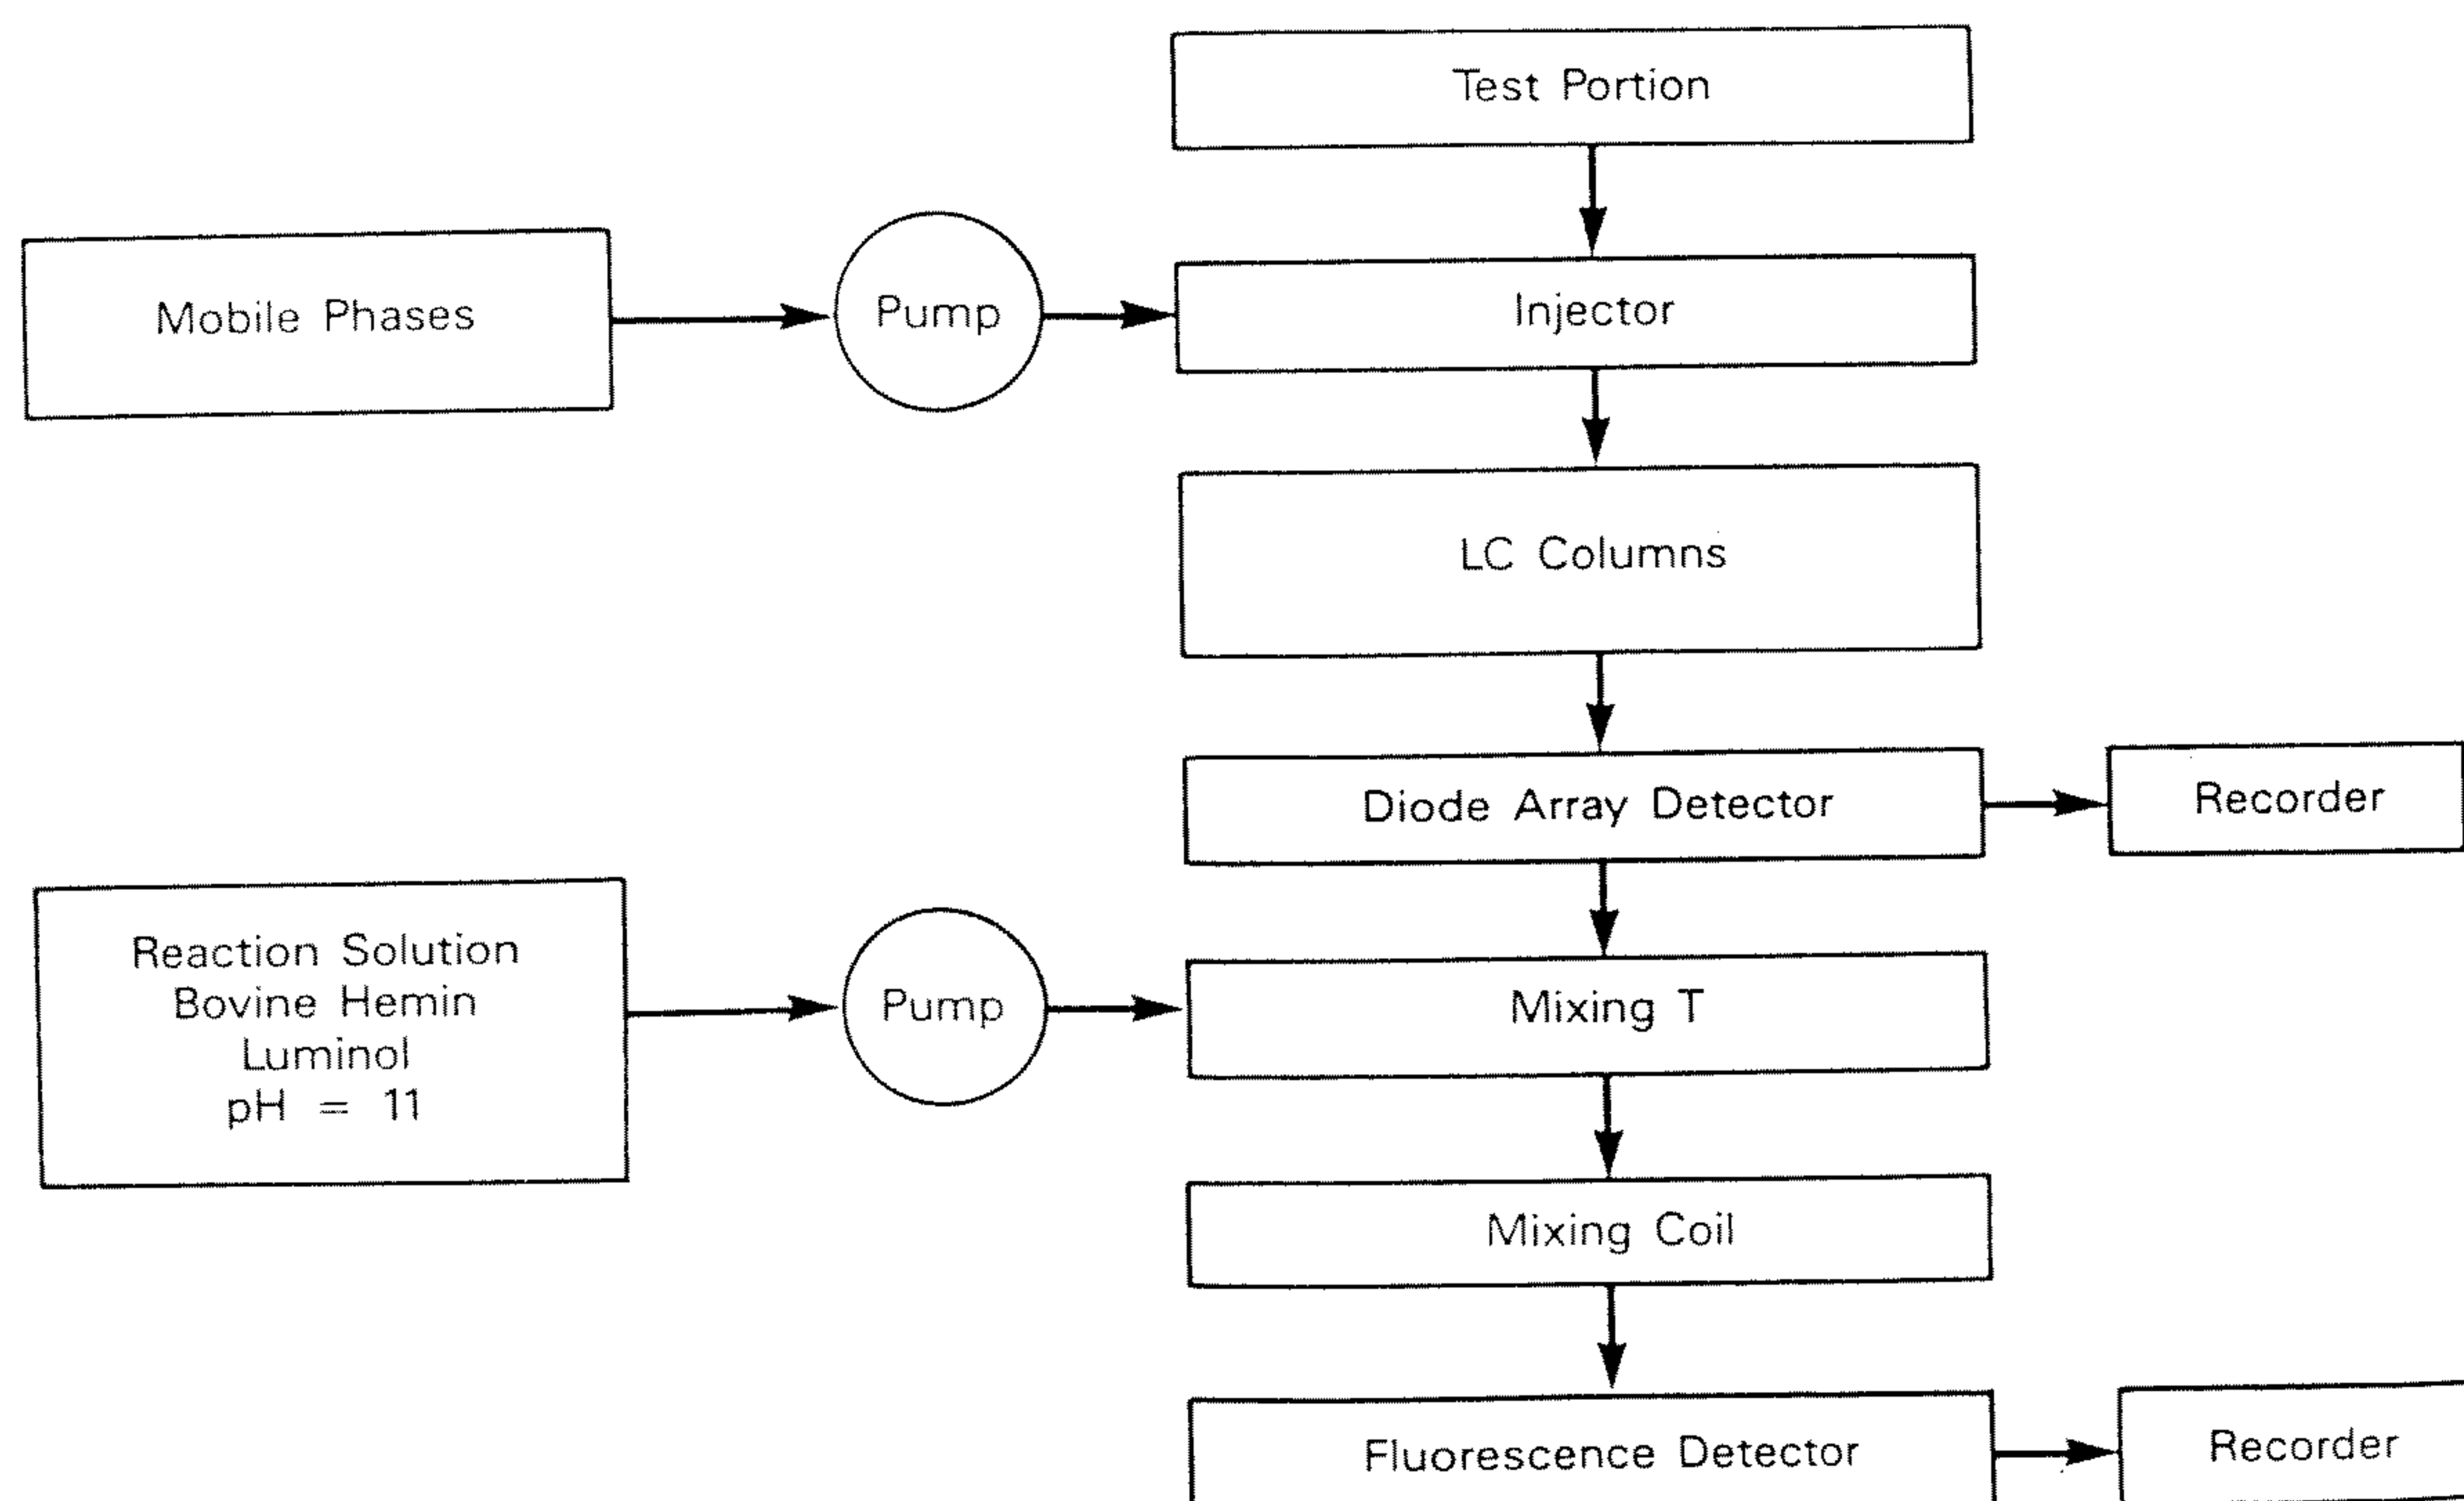 Test Portion
Mobile Phases
Pump
Injector
LC Columns
Diode Array Detector
Recorder
Reaction Solution
Bovine Hemin
Luminol
pH = 11
Pump
Mixing T
Mixing Coil
Fluorescence Detector
Recorder